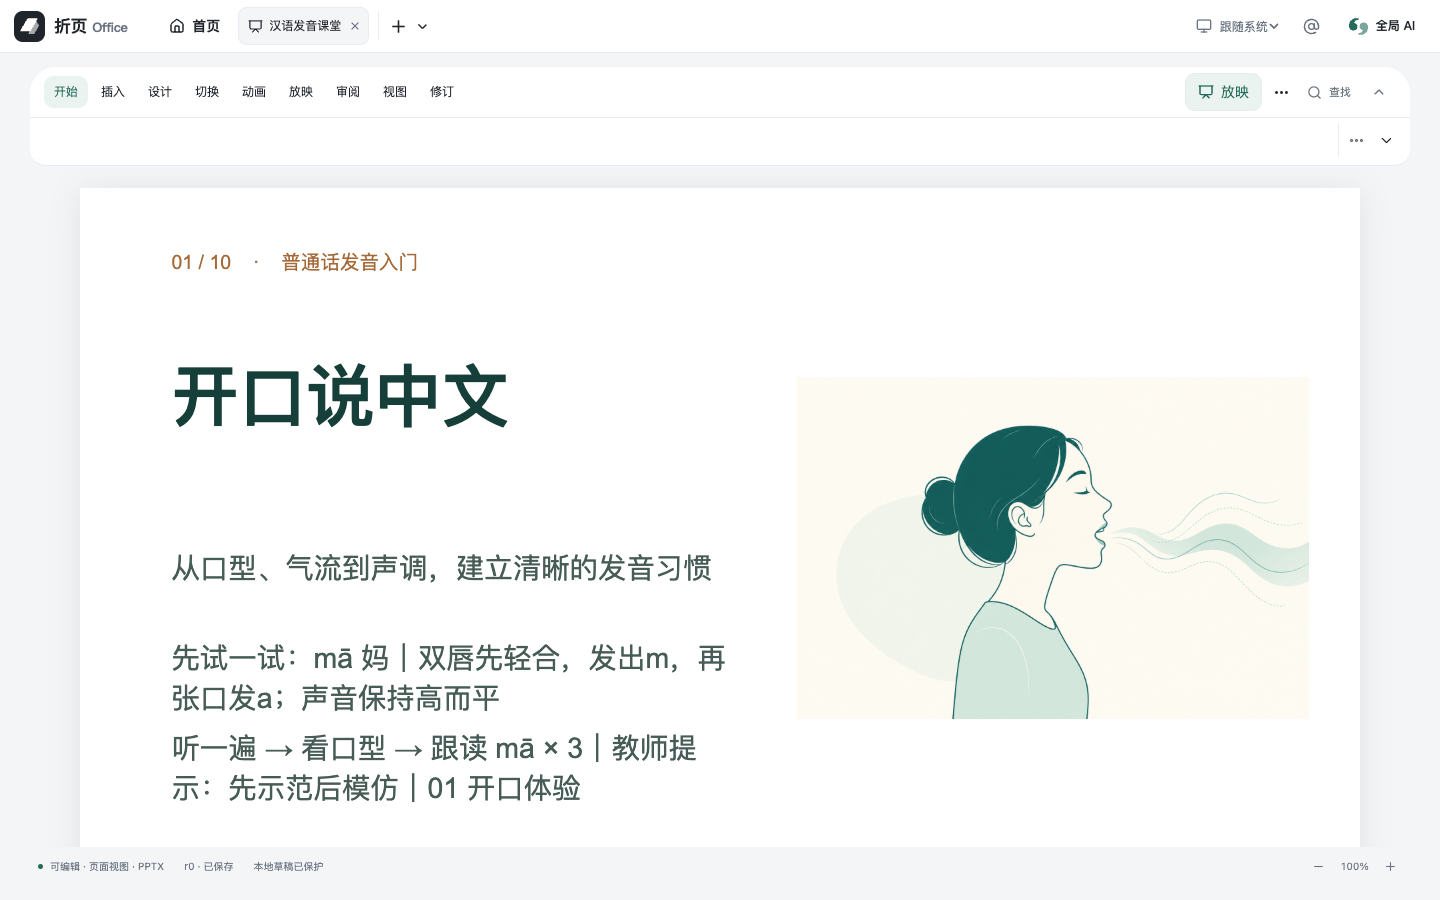 折页 Office
首页
汉语发音课堂
跟随系统
全局 AI
开始 插入 设计 切换 动画 放映 审阅 视图 修订
放映
查找
01 / 10 · 普通话发音入门
开口说中文
从口型、气流到声调，建立清晰的发音习惯
先试一试：mā 妈｜双唇先轻合，发出m，再
张口发a；声音保持高而平
听一遍 → 看口型 → 跟读 mā × 3｜教师提
示：先示范后模仿｜01 开口体验
可编辑 · 页面视图 · PPTX r0 · 已保存 本地草稿已保护
100%